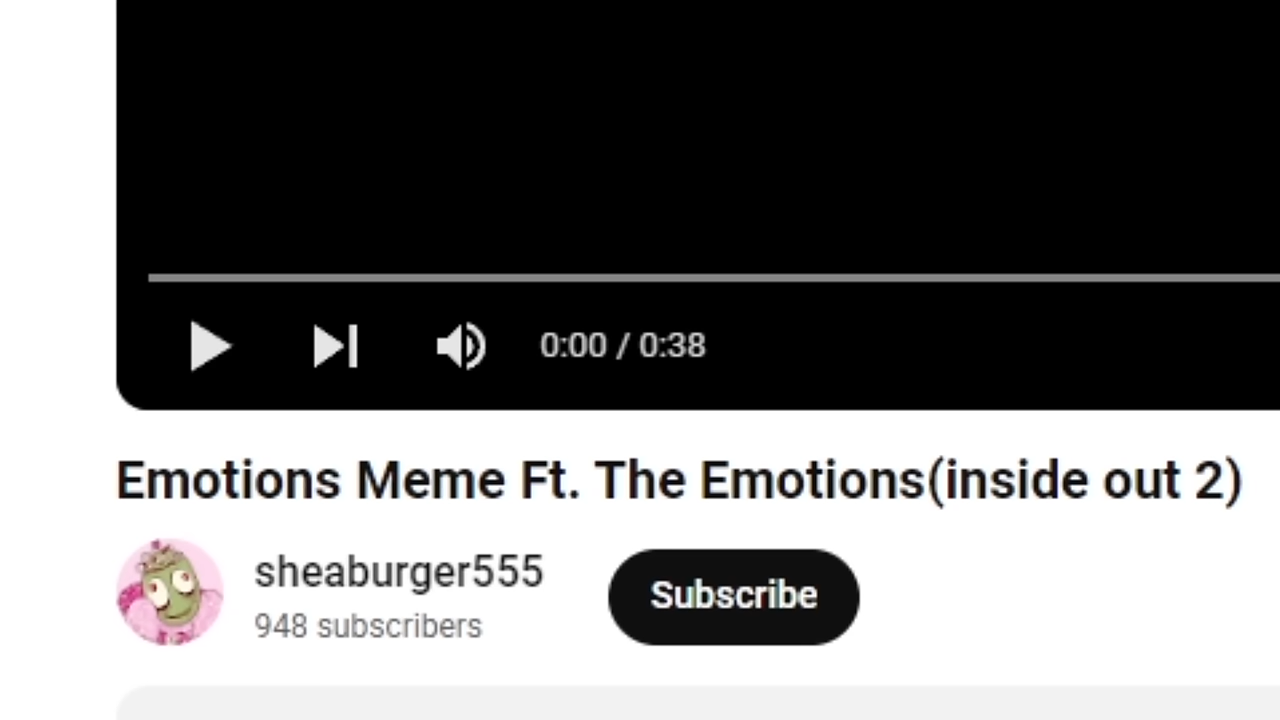 0:00 / 0:38
Emotions Meme Ft. The Emotions(inside out 2)
sheaburger555
Subscribe
948 subscribers